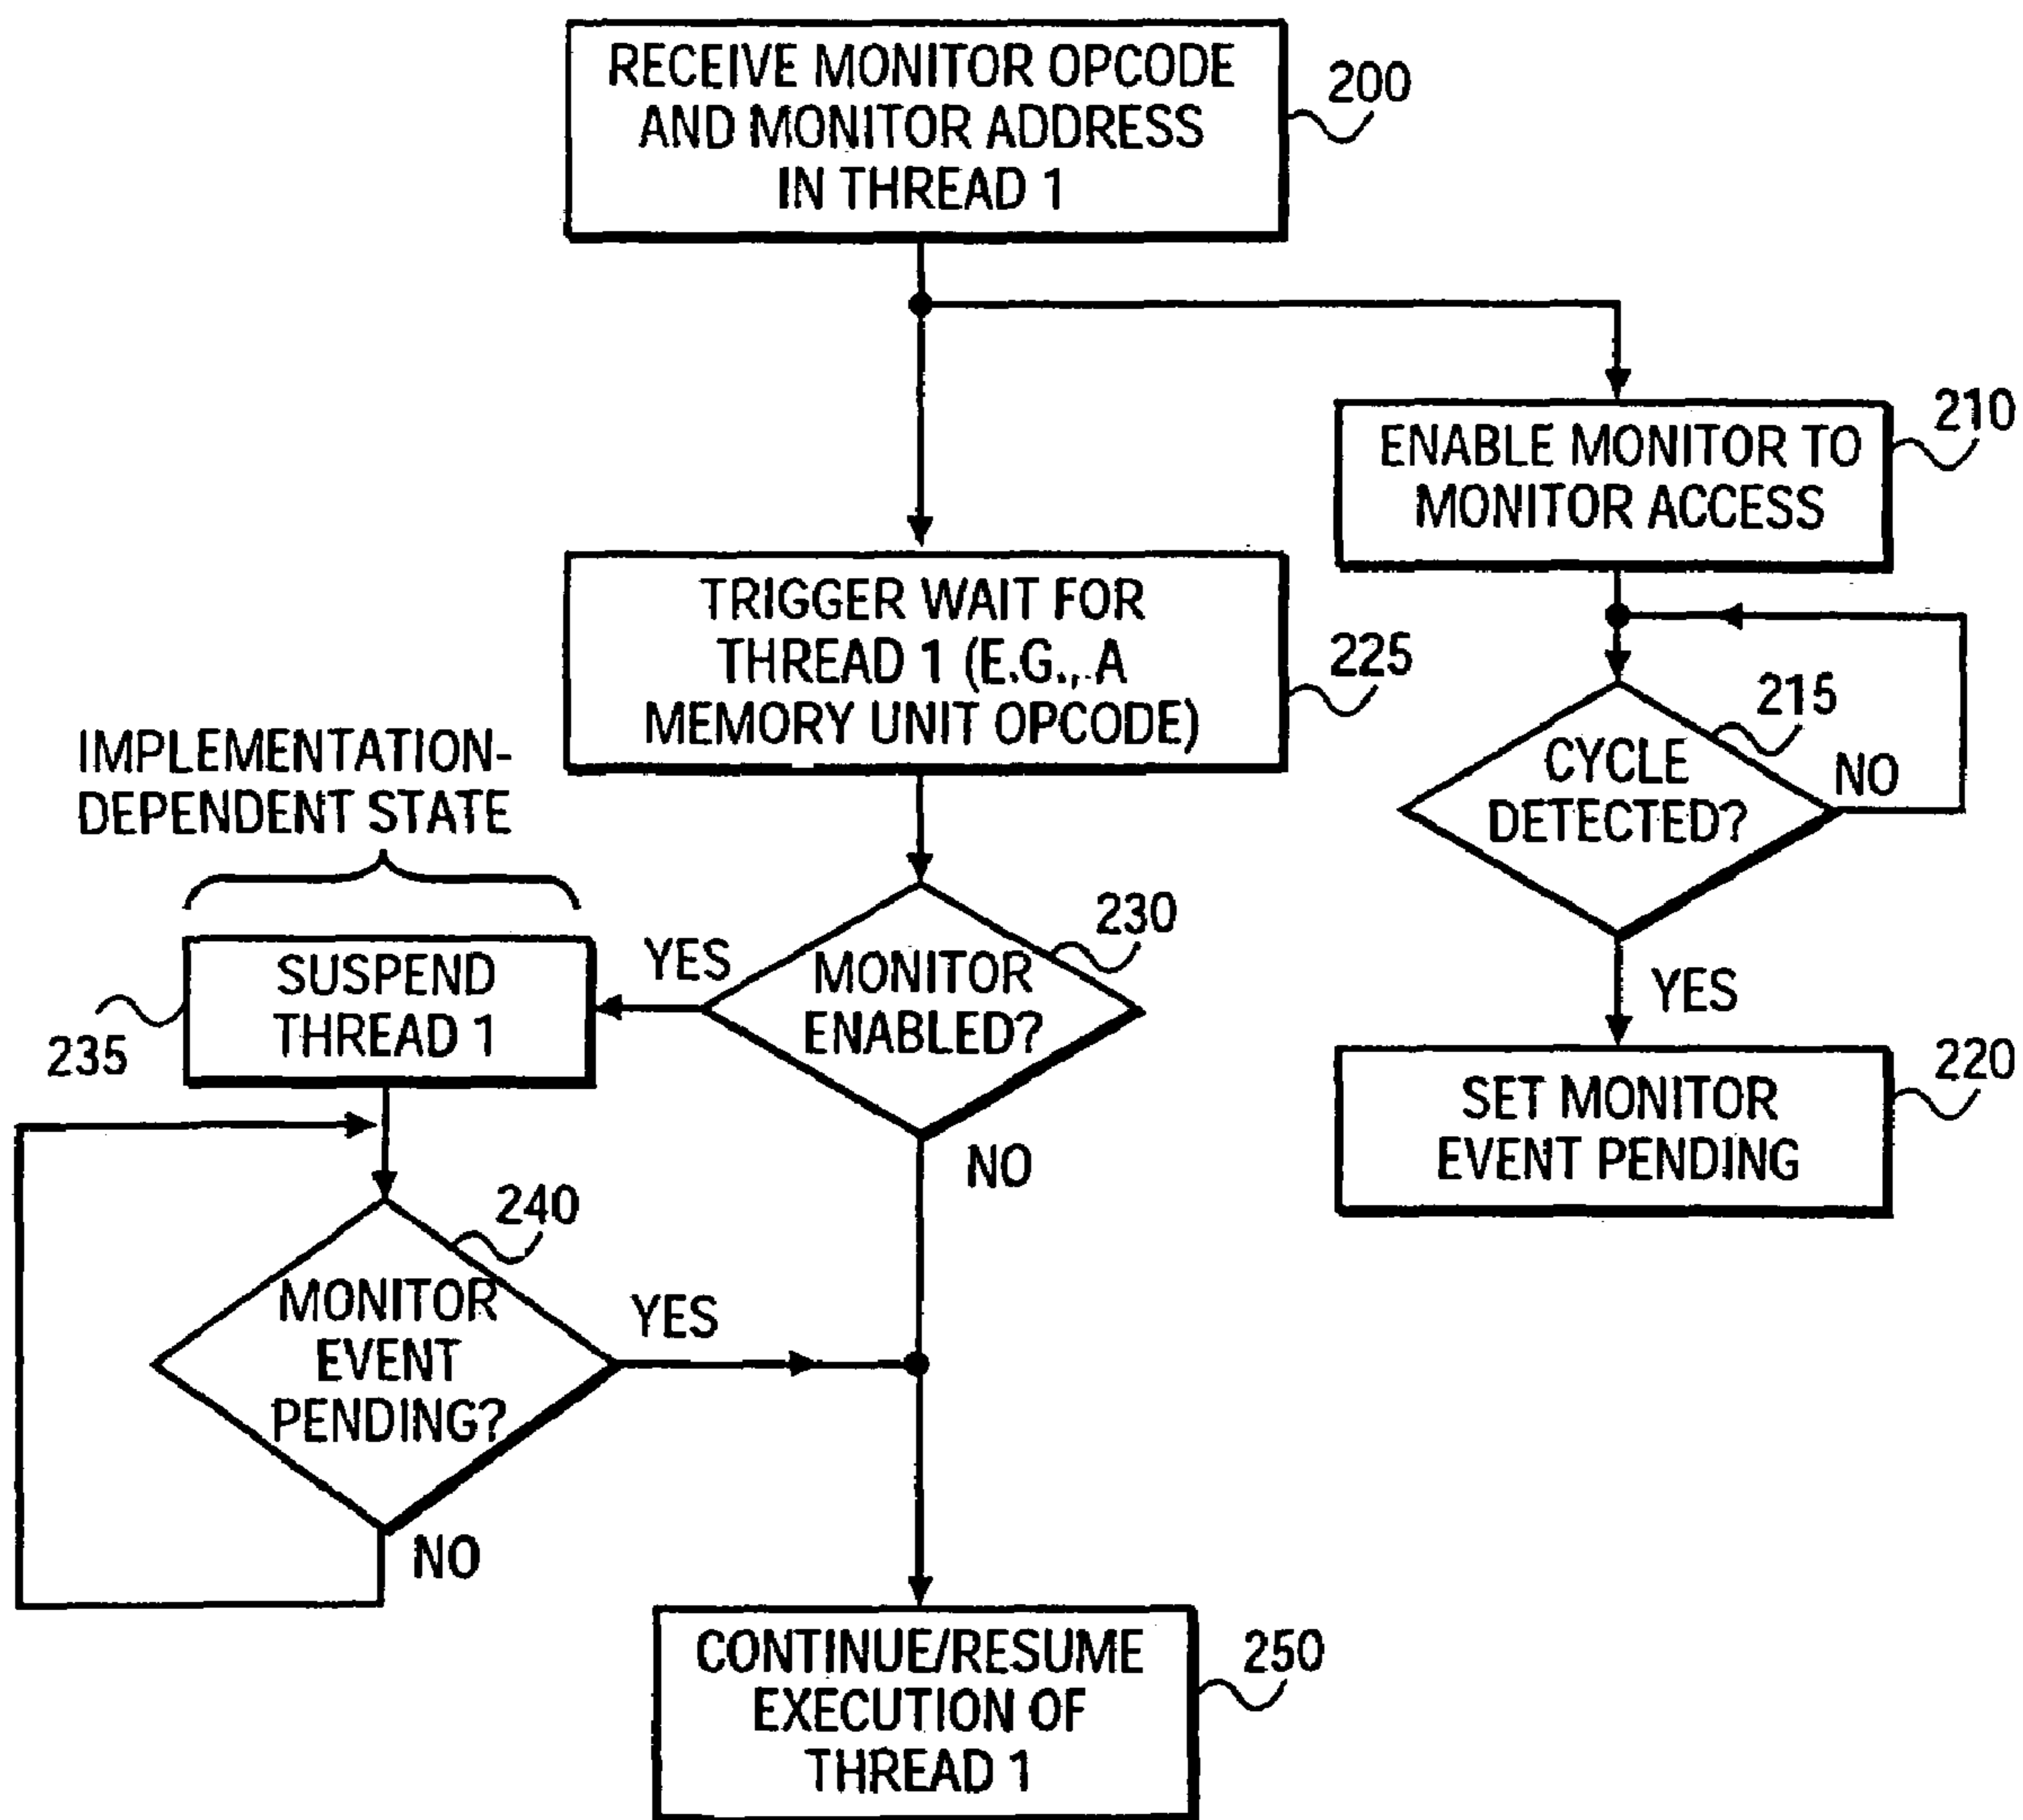 RECEIVE MONITOR OPCODE
AND MONITOR ADDRESS
IN THREAD 1
200
ENABLE MONITOR TO
MONITOR ACCESS
210
TRIGGER WAIT FOR
THREAD 1 (E.G., A
MEMORY UNIT OPCODE)
225
CYCLE
DETECTED?
215
NO
YES
IMPLEMENTATION-
DEPENDENT STATE
SUSPEND
THREAD 1
235
YES
MONITOR
ENABLED?
230
NO
SET MONITOR
EVENT PENDING
220
MONITOR
EVENT
PENDING?
240
YES
NO
CONTINUE/RESUME
EXECUTION OF
THREAD 1
250